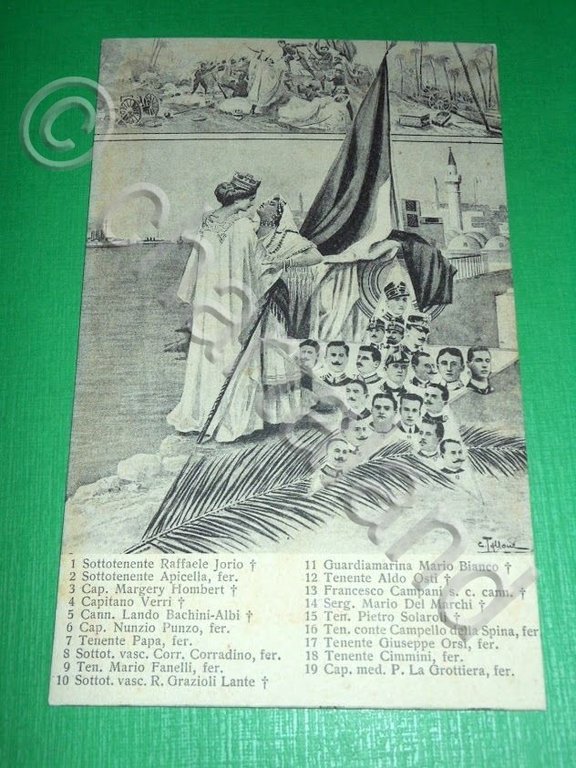 C. Tallone
1 Sottotenente Raffaele Jorio †
2 Sottotenente Apicella, fer.
3 Cap. Margery Hombert †
4 Capitano Verri †
5 Cann. Lando Bachini-Albi †
6 Cap. Nunzio Punzo, fer.
7 Tenente Papa, fer.
8 Sottot. vasc. Corr. Corradino, fer.
9 Ten. Mario Fanelli, fer.
10 Sottot. vasc. R. Grazioli Lante †
11 Guardiamarina Mario Bianco †
12 Tenente Aldo Osti †
13 Francesco Campani s. c. cann. †
14 Serg. Mario Del Marchi †
15 Ten. Pietro Solaroli †
16 Ten. conte Campello della Spina, fer.
17 Tenente Giuseppe Orsi, fer.
18 Tenente Cimmini, fer.
19 Cap. med. P. La Grottiera, fer.